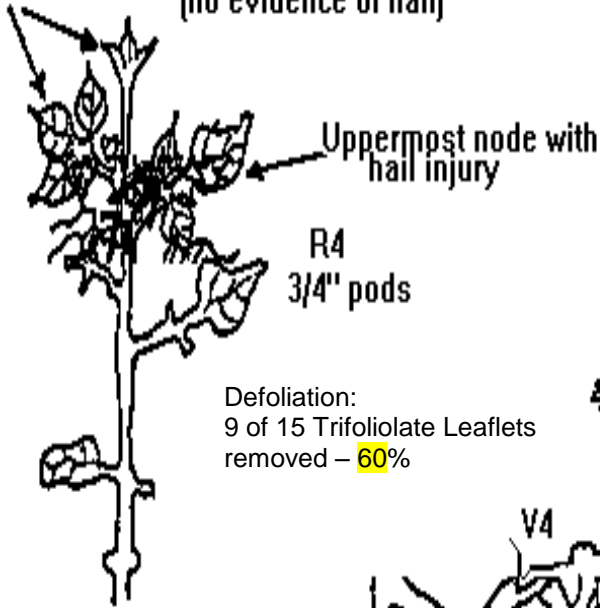 (no evidence of hail)
Uppermost node with
hail injury
R4
3/4" pods
Defoliation:
9 of 15 Trifoliolate Leaflets
removed – 60%
V4